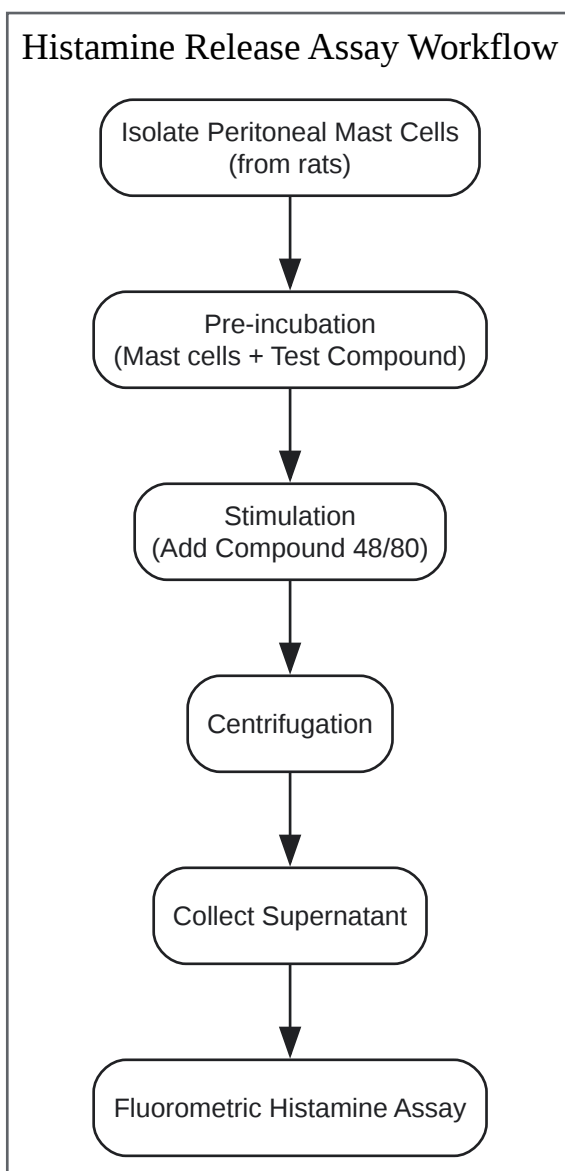 Histamine Release Assay Workflow
Isolate Peritoneal Mast Cells
(from rats)
Pre-incubation
(Mast cells + Test Compound)
Stimulation
(Add Compound 48/80)
Centrifugation
Collect Supernatant
Fluorometric Histamine Assay